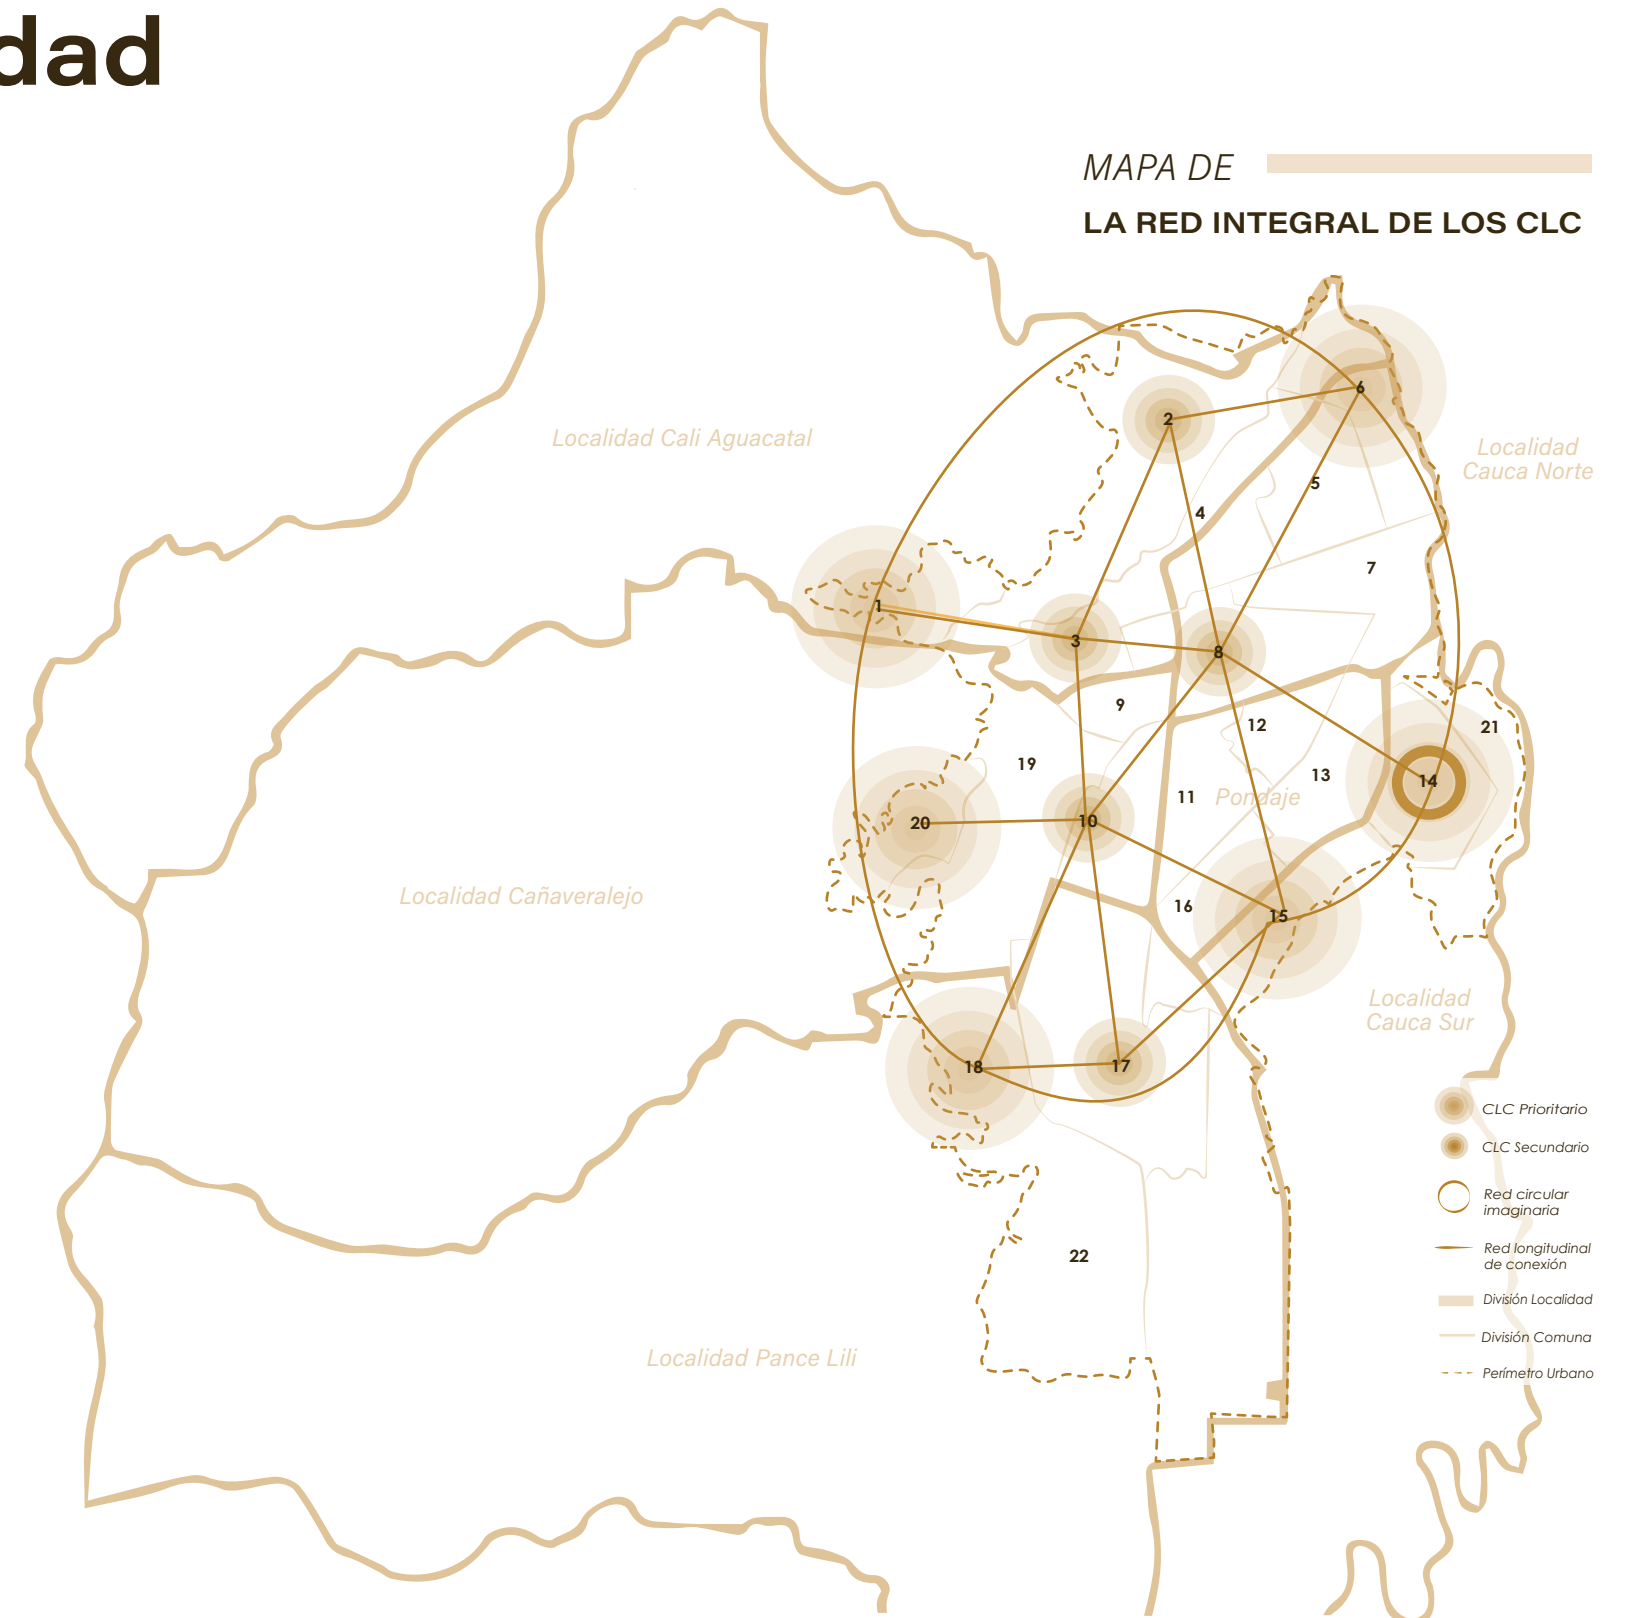 dad
MAPA DE
LA RED INTEGRAL DE LOS CLC
6
2
Localidad Cali Aguacatal
Localidad
Cauca Norte
5
4
7
1
3
8
9
12
21
19
13
14
11
Pondaje
20
10
Localidad Cañaveralejo
16
15
Localidad
Cauca Sur
18
17
CLC Prioritario
CLC Secundario
Red circular
imaginaria
22
Red longitudinal
de conexión
División Localidad
División Comuna
Localidad Pance Lili
Perímetro Urbano